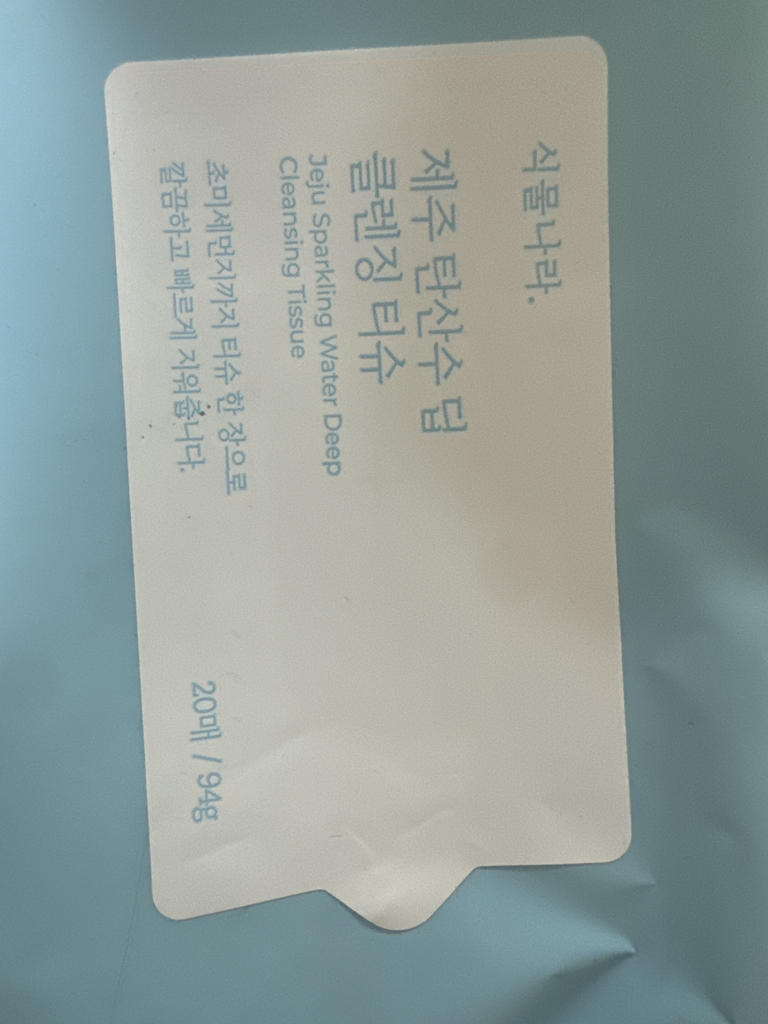 식물나라.
제주 탄산수 딥
클렌징 티슈
Jeju Sparkling Water Deep
Cleansing Tissue
초미세먼지까지 티슈 한 장으로
깔끔하고 빠르게 지워줍니다.
20매 / 94g